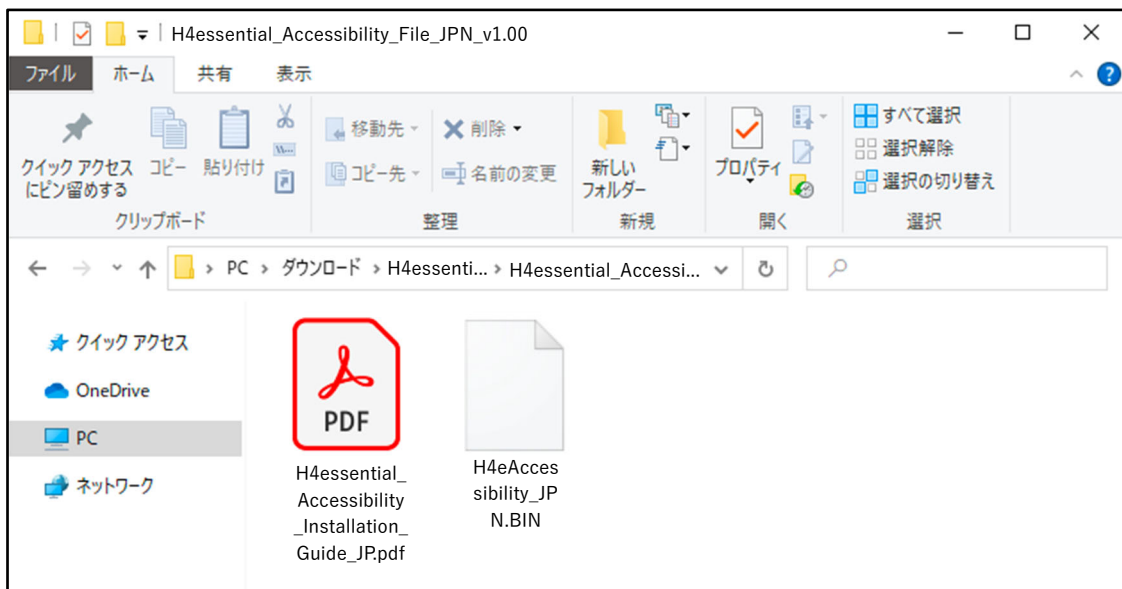 H4essential_Accessibility_File_JPN_v1.00
ファイル ホーム 共有 表示
クイック アクセス
にピン留めする
コピー
貼り付け
移動先
コピー先
削除
名前の変更
新しい
フォルダー
プロパティ
すべて選択
選択解除
選択の切り替え
クリップボード 整理 新規 開く 選択
PC › ダウンロード › H4essenti... › H4essential_Accessi...
クイック アクセス
OneDrive
PC
ネットワーク
PDF
H4essential_
Accessibility
_Installation_
Guide_JP.pdf
H4eAcces
sibility_JP
N.BIN